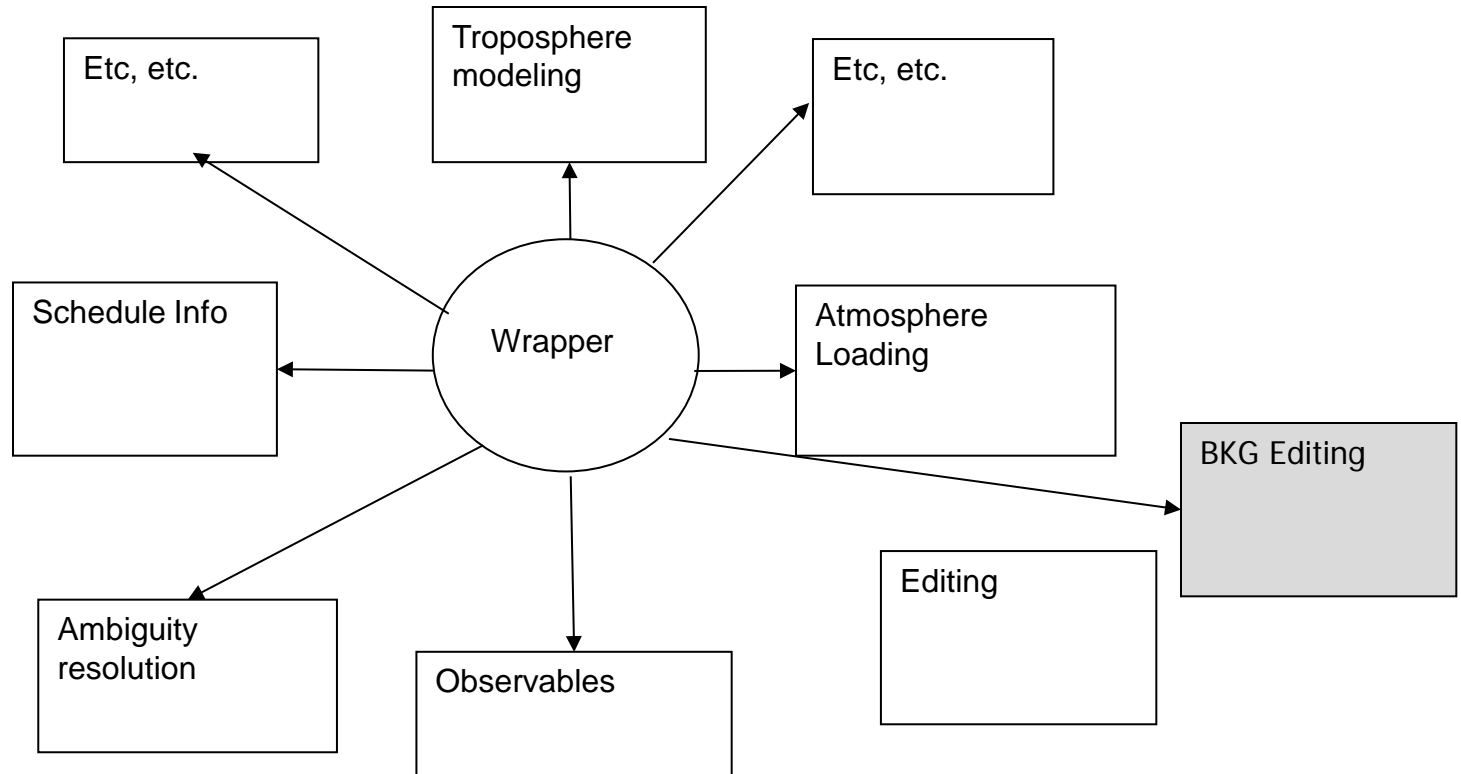 Etc, etc.
Troposphere
modeling
Etc, etc.
Schedule Info
Wrapper
Atmosphere
Loading
BKG Editing
Editing
Ambiguity
resolution
Observables